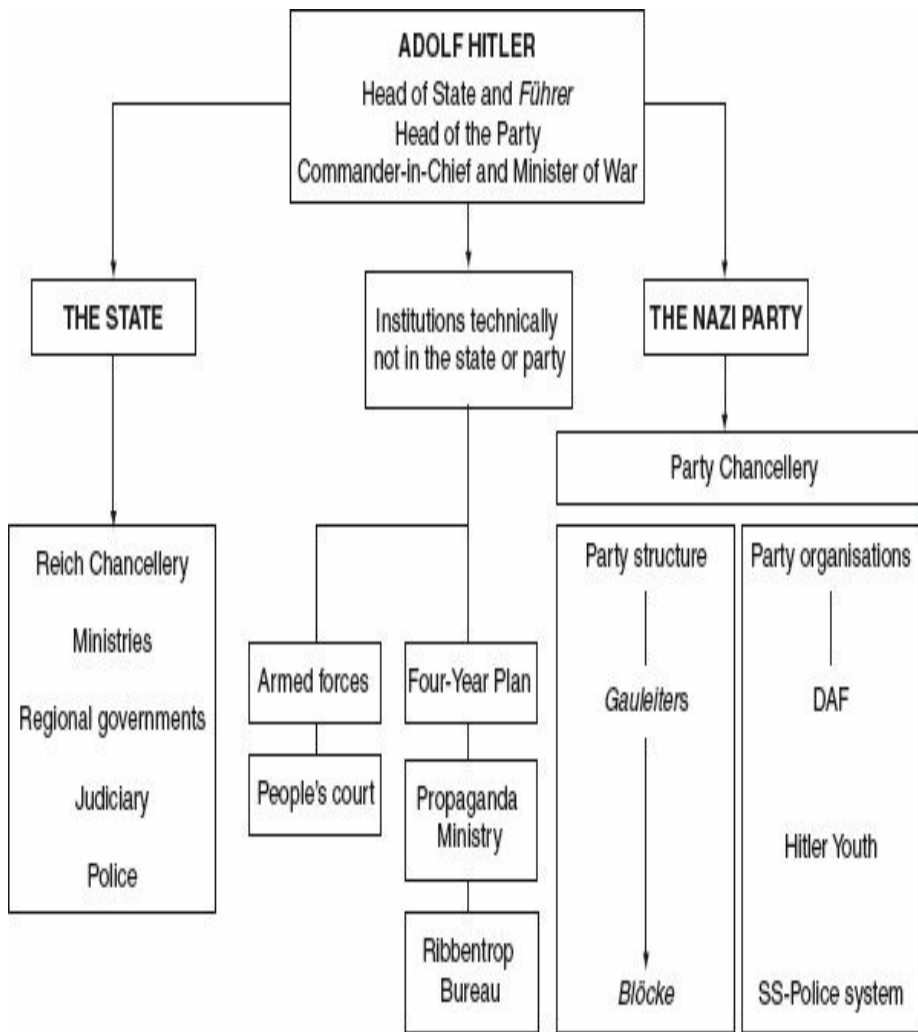 ADOLF HITLER
Head of State and Führer
Head of the Party
Commander-in-Chief and Minister of War
THE STATE
Institutions technically
not in the state or party
THE NAZI PARTY
Party Chancellery
Reich Chancellery
Ministries
Regional governments
Judiciary
Police
Armed forces
People's court
Four-Year Plan
Propaganda
Ministry
Ribbentrop
Bureau
Party structure
Gauleiters
Blöcke
Party organisations
DAF
Hitler Youth
SS-Police system